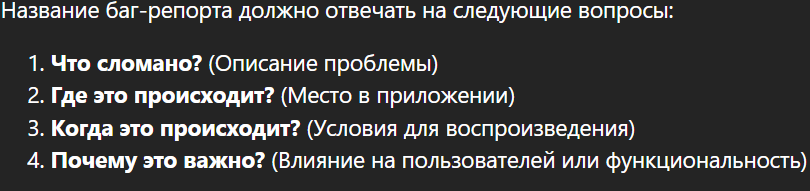 Название баг-репорта должно отвечать на следующие вопросы:
1. Что сломано? (Описание проблемы)
2. Где это происходит? (Место в приложении)
3. Когда это происходит? (Условия для воспроизведения)
4. Почему это важно? (Влияние на пользователей или функциональность)